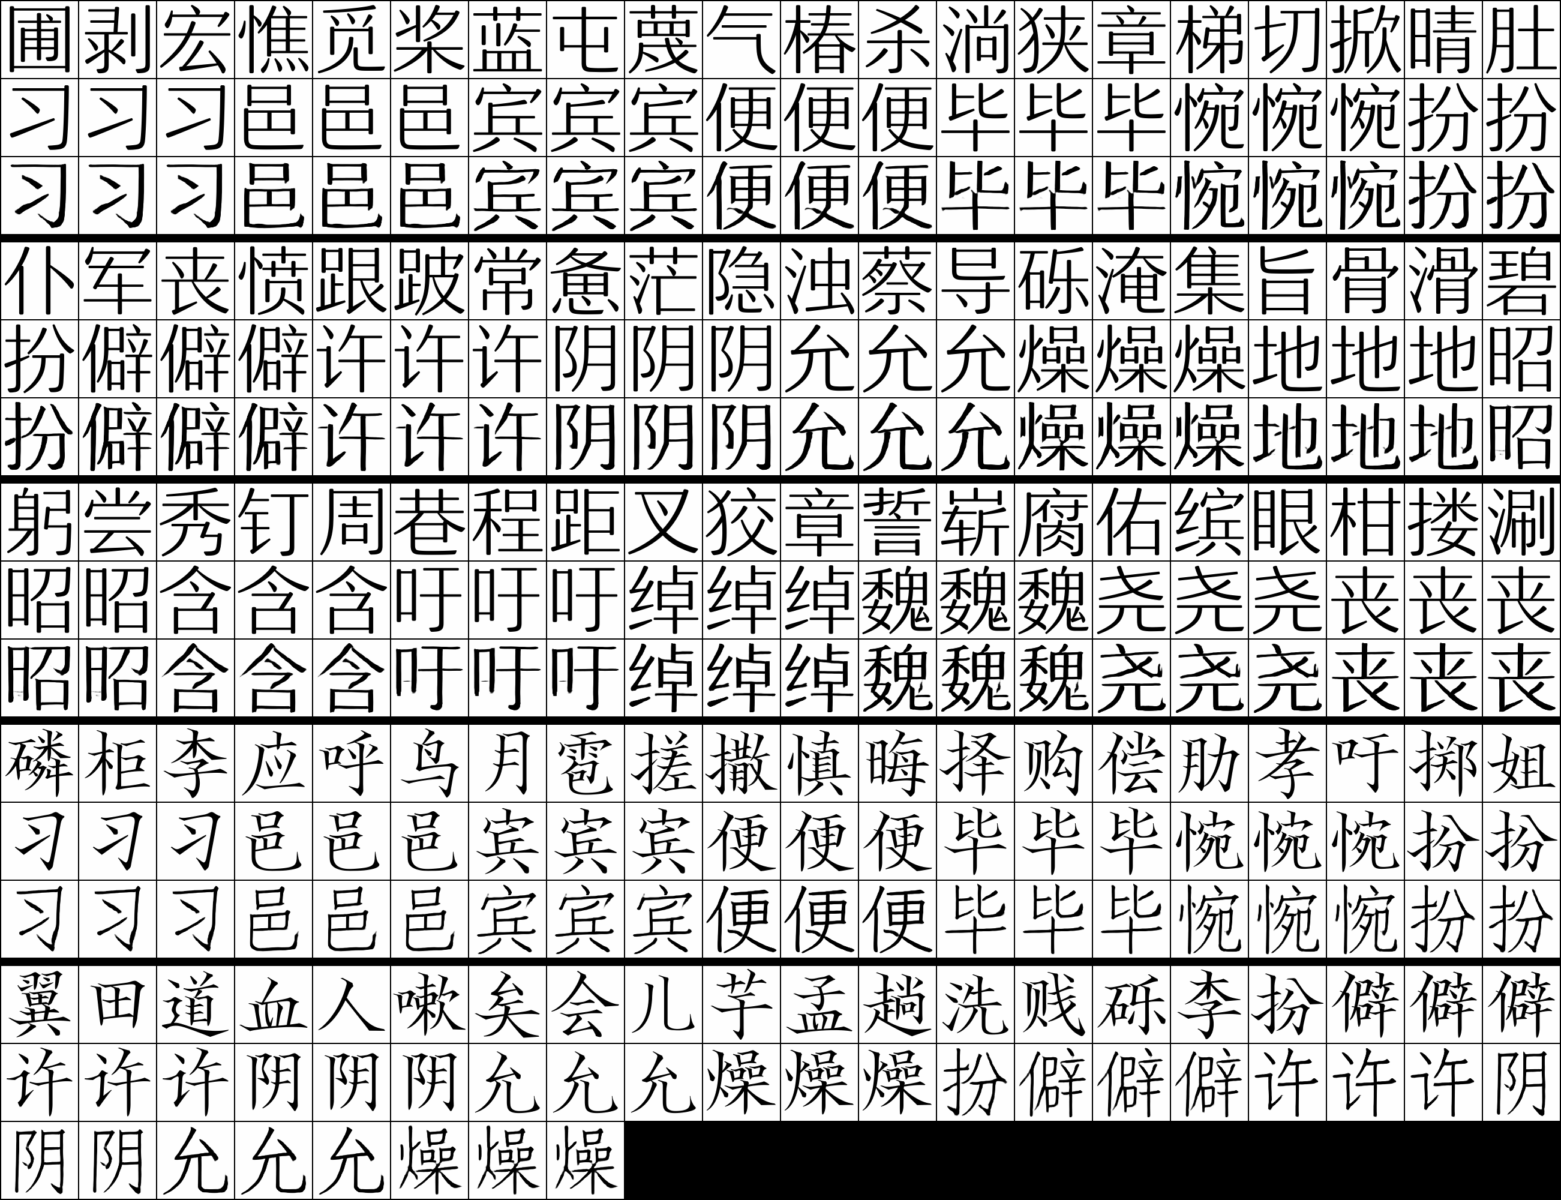 圃剥宏憔觅桨蓝屯蔑气椿杀淌狭章梯切掀晴肚
习习习邑邑邑宾宾宾便便便毕毕毕惋惋惋扮扮
习习习邑邑邑宾宾宾便便便毕毕毕惋惋惋扮扮
仆军丧愤跟跛常惫茫隐浊蔡导砾淹集旨骨滑碧
扮僻僻僻许许许阴阴阴允允允燥燥燥地地地昭
扮僻僻僻许许许阴阴阴允允允燥燥燥地地地昭
躬尝秀钉周巷程距叉狡章誓崭腐佑缤眼柑搂涮
昭昭含含含吁吁吁绰绰绰魏魏魏尧尧尧丧丧丧
昭昭含含含吁吁吁绰绰绰魏魏魏尧尧尧丧丧丧
磷柜李应呼鸟月雹搓撒慎晦择购偿肋孝吁掷姐
习习习邑邑邑宾宾宾便便便毕毕毕惋惋惋扮扮
习习习邑邑邑宾宾宾便便便毕毕毕惋惋惋扮扮
翼田道血人嗽矣会儿芋孟趟洗贱砾李扮僻僻僻
许许许阴阴阴允允允燥燥燥扮僻僻僻许许许阴
阴阴允允允燥燥燥